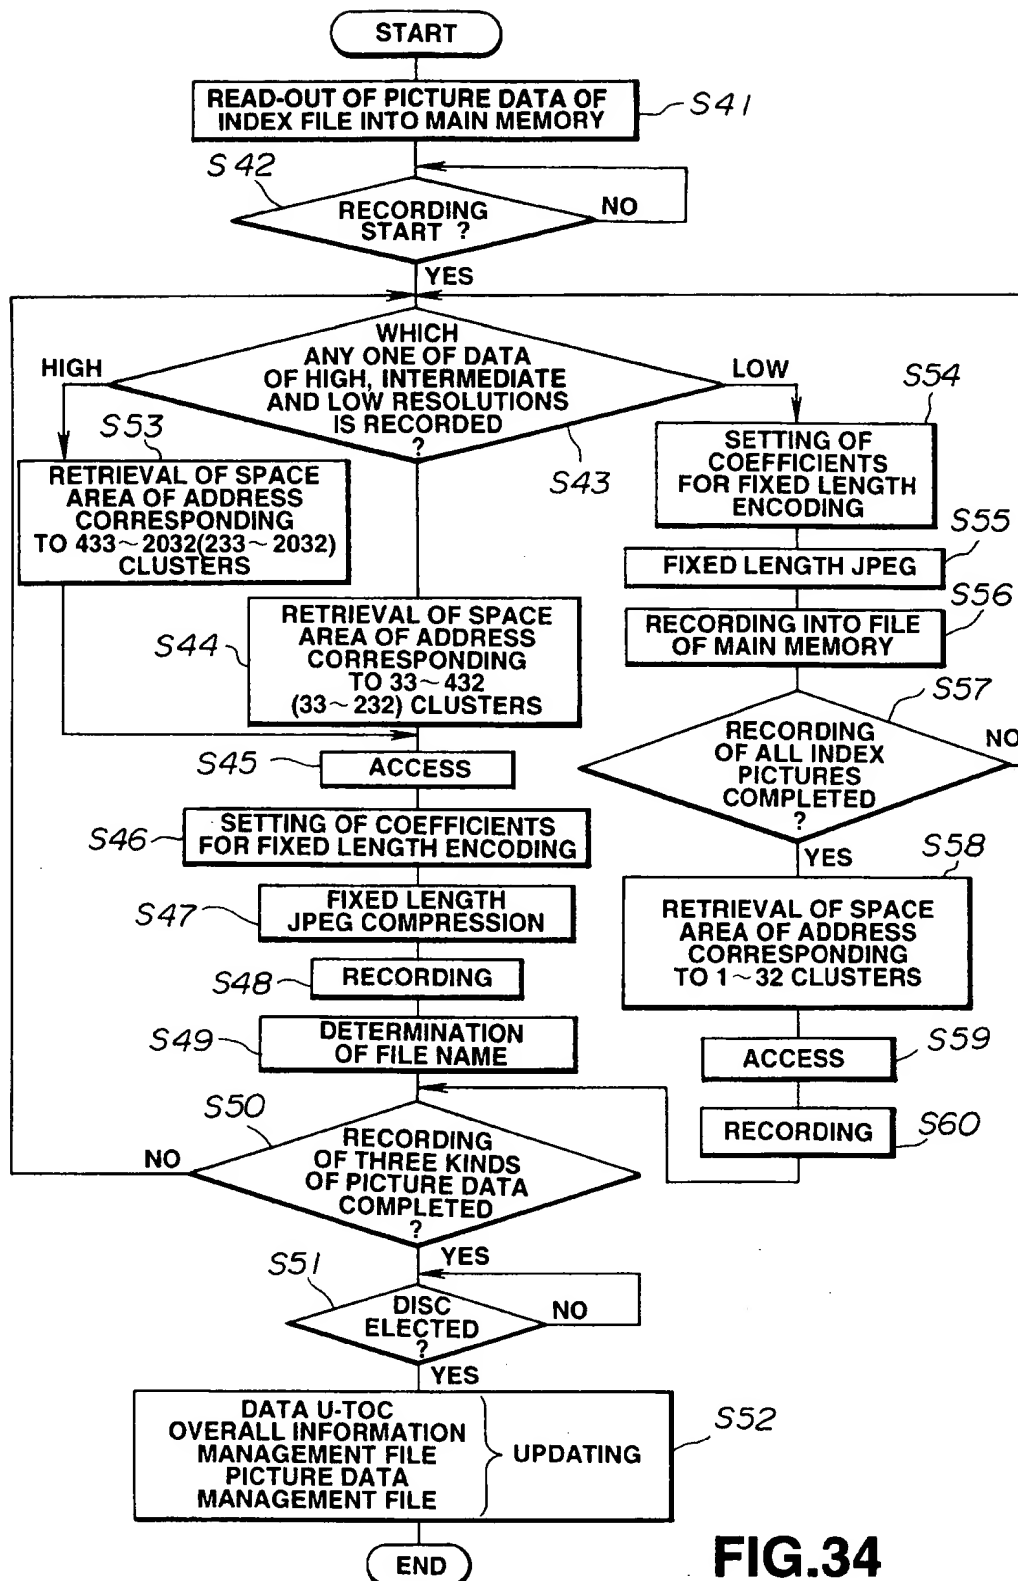 START
READ-OUT OF PICTURE DATA OF
INDEX FILE INTO MAIN MEMORY
S41
S42
RECORDING
START ?
NO
YES
WHICH
ANY ONE OF DATA
OF HIGH, INTERMEDIATE
AND LOW RESOLUTIONS
IS RECORDED
?
HIGH
LOW
S43
S53
RETRIEVAL OF SPACE
AREA OF ADDRESS
CORRESPONDING
TO 433~2032(233~2032)
CLUSTERS
S44
RETRIEVAL OF SPACE
AREA OF ADDRESS
CORRESPONDING
TO 33~432
(33~232) CLUSTERS
S45
ACCESS
S46
SETTING OF COEFFICIENTS
FOR FIXED LENGTH ENCODING
S47
FIXED LENGTH
JPEG COMPRESSION
S48
RECORDING
S49
DETERMINATION
OF FILE NAME
S50
RECORDING
OF THREE KINDS
OF PICTURE DATA
COMPLETED
?
NO
YES
S51
DISC
ELECTED
?
NO
YES
DATA U-TOC
OVERALL INFORMATION
MANAGEMENT FILE
PICTURE DATA
MANAGEMENT FILE
UPDATING
S52
END
S54
SETTING OF
COEFFICIENTS
FOR FIXED LENGTH
ENCODING
S55
FIXED LENGTH JPEG
S56
RECORDING INTO FILE
OF MAIN MEMORY
S57
RECORDING
OF ALL INDEX
PICTURES
COMPLETED
?
NO
YES
S58
RETRIEVAL OF SPACE
AREA OF ADDRESS
CORRESPONDING
TO 1~32 CLUSTERS
S59
ACCESS
RECORDING
S60
FIG.34